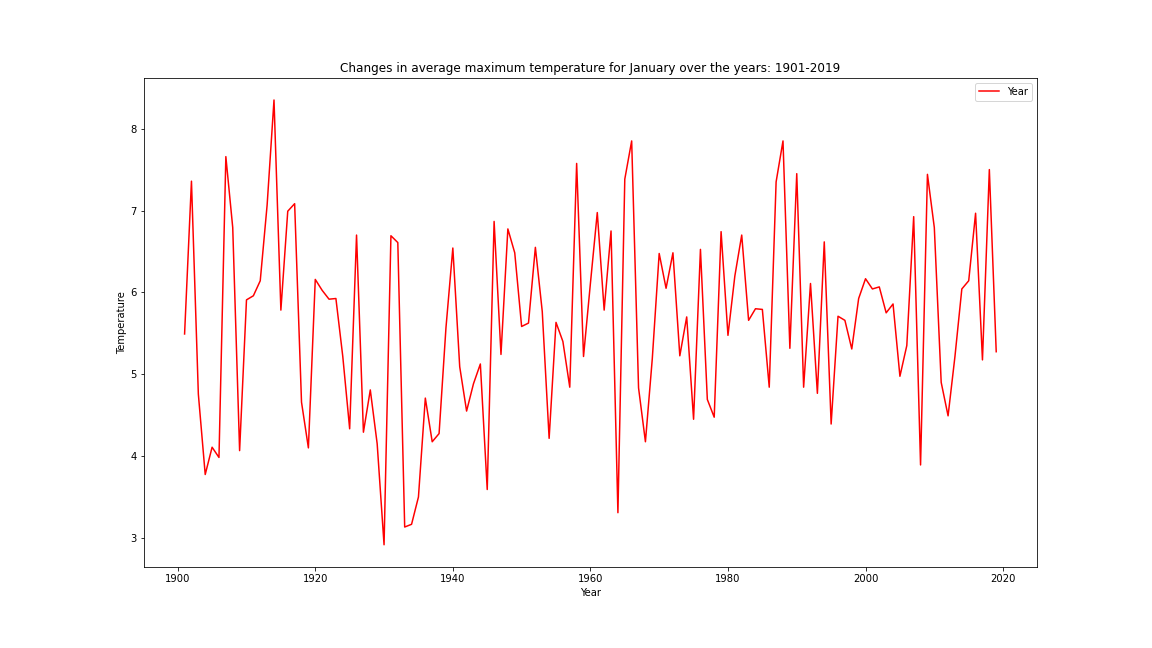 Changes in average maximum temperature for January over the years: 1901-2019
Year
8
7
6
5
4
3
Temperature
1900 1920 1940 1960 1980 2000 2020
Year